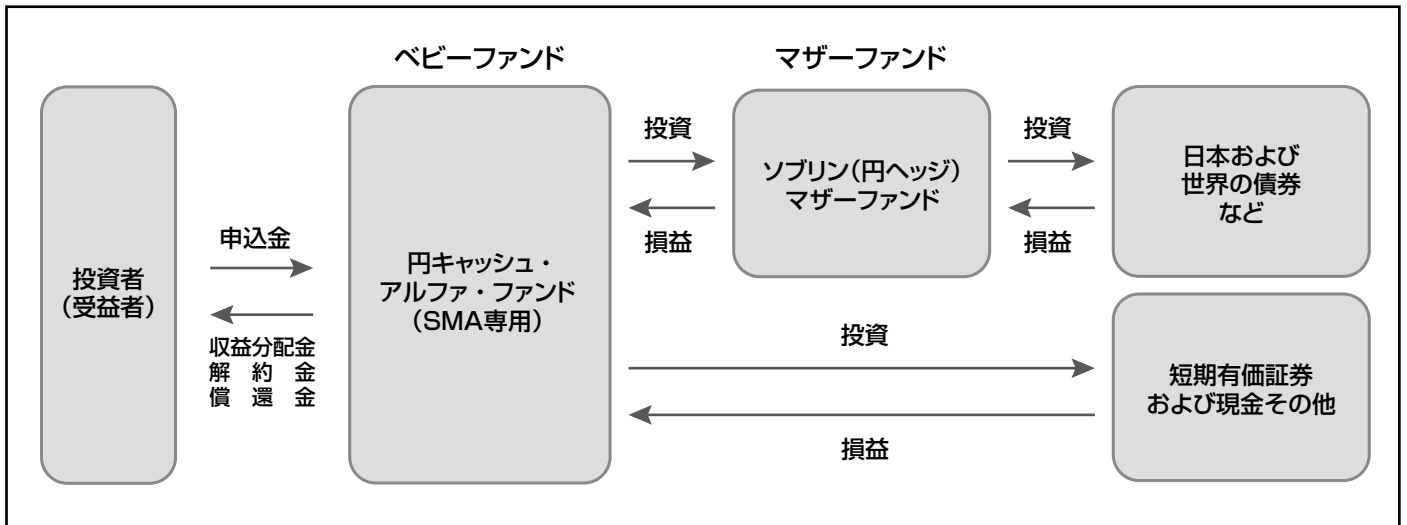 ベビーファンド
マザーファンド
投資者
（受益者）
申込金
収益分配金
解約金
償還金
円キャッシュ・
アルファ・ファンド
（SMA専用）
投資
損益
ソブリン（円ヘッジ）
マザーファンド
投資
損益
日本および
世界の債券
など
投資
損益
短期有価証券
および現金その他